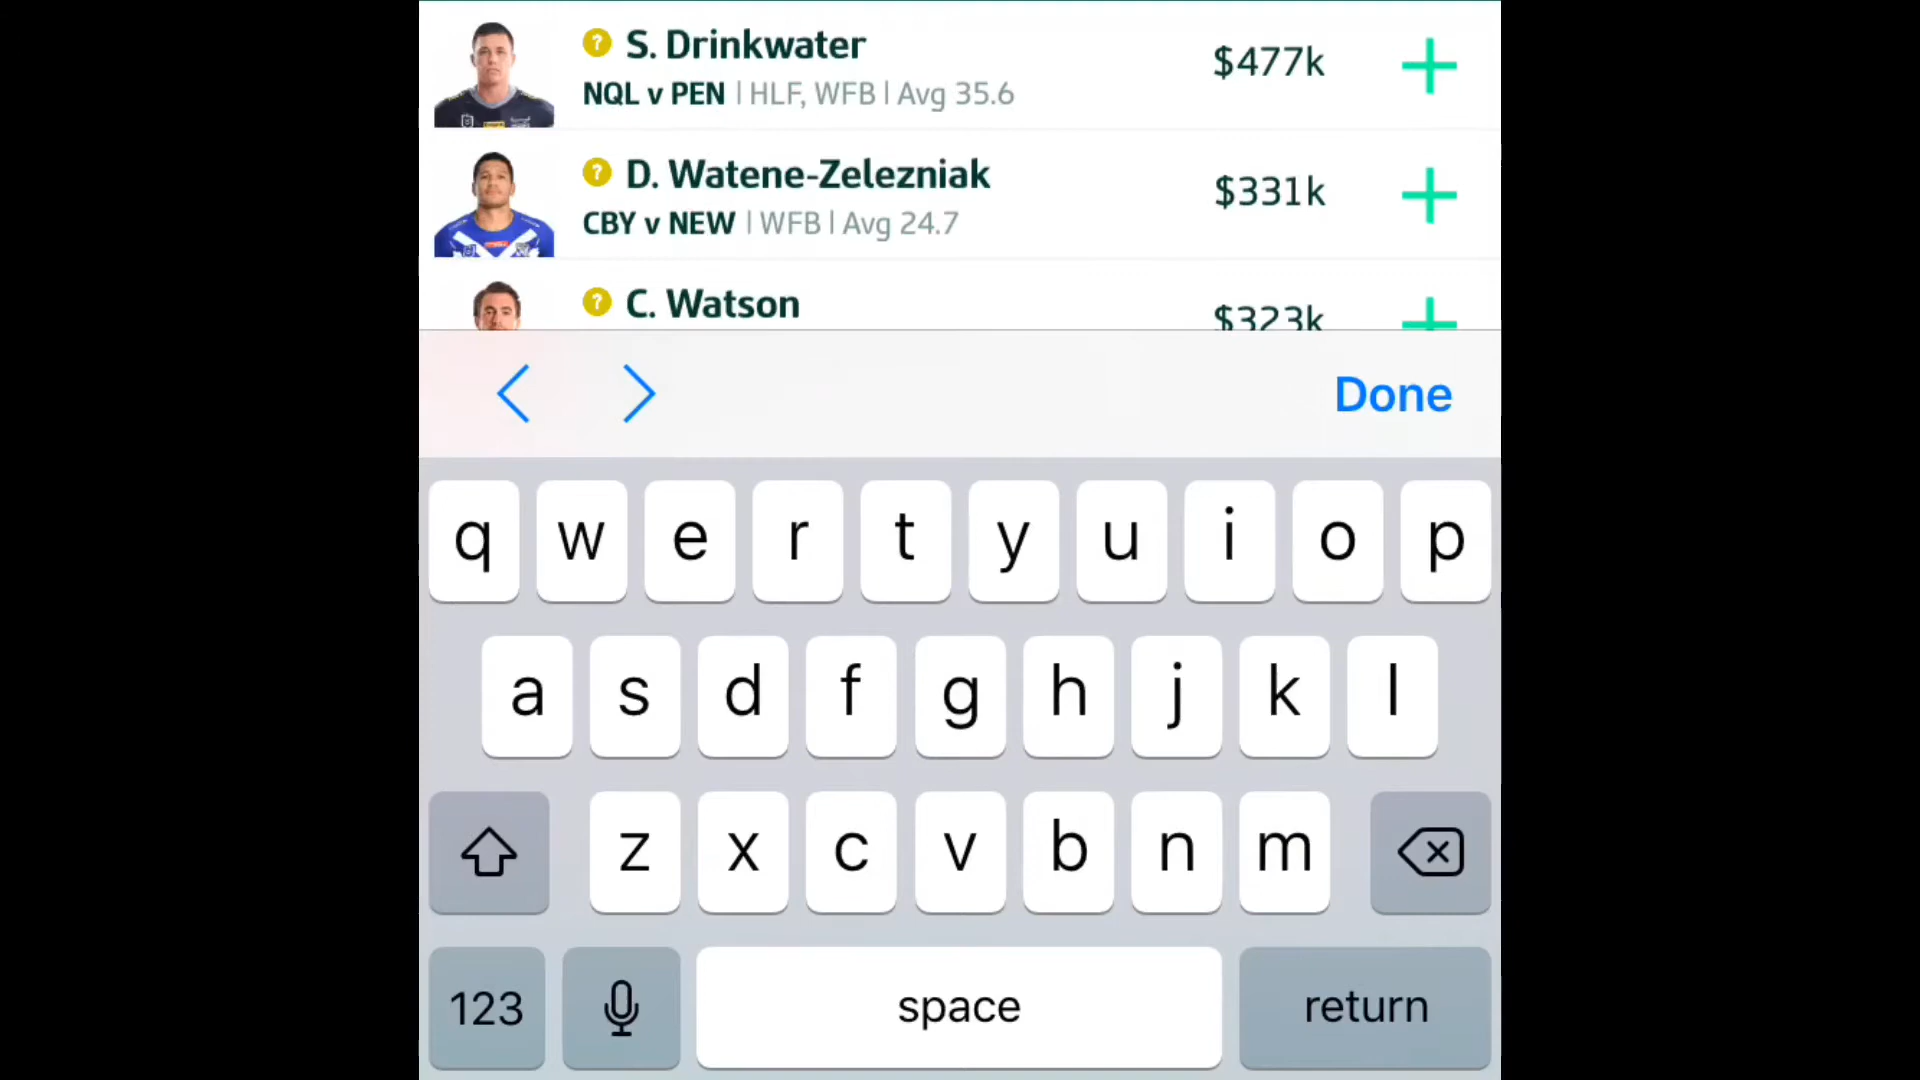 ? S. Drinkwater $477k
NQL v PEN | HLF, WFB | Avg 35.6
? D. Watene-Zelezniak $331k
CBY v NEW | WFB | Avg 24.7
? C. Watson $323k
Done
q w e r t y u i o p
a s d f g h j k l
z x c v b n m
123 space return